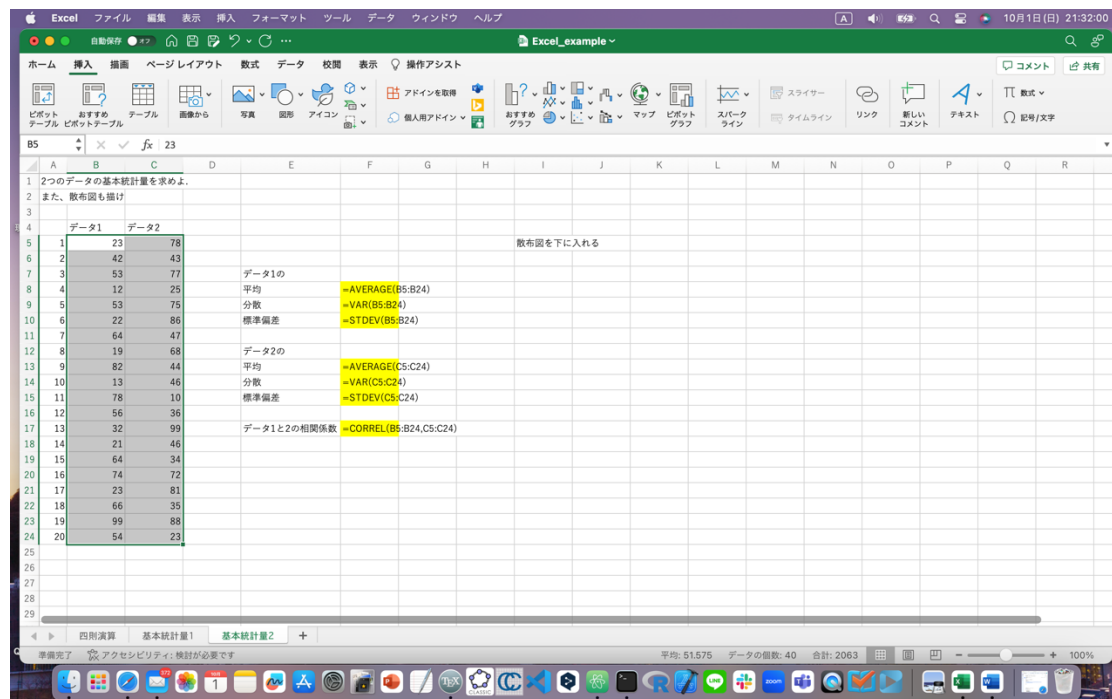 Excel ファイル 編集 表示 挿入 フォーマット ツール データ ウィンドウ ヘルプ A 10月1日(日) 21:32:00
自動保存 オフ … Excel_example
ホーム 挿入 描画 ページ レイアウト 数式 データ 校閲 表示 操作アシスト コメント 共有
ピボットテーブル おすすめピボットテーブル テーブル 画像から 写真 図形 アイコン アドインを取得 個人用アドイン おすすめグラフ マップ ピボットグラフ スパークライン スライサー タイムライン リンク 新しいコメント テキスト 数式 記号/文字
B5 fx 23
A B C D E F G H I J K L M N O P Q R
1 2つのデータの基本統計量を求めよ.
2 また、散布図も描け
3
4 データ1 データ2
5 1 23 78 散布図を下に入れる
6 2 42 43
7 3 53 77 データ1の
8 4 12 25 平均 =AVERAGE(B5:B24)
9 5 53 75 分散 =VAR(B5:B24)
10 6 22 86 標準偏差 =STDEV(B5:B24)
11 7 64 47
12 8 19 68 データ2の
13 9 82 44 平均 =AVERAGE(C5:C24)
14 10 13 46 分散 =VAR(C5:C24)
15 11 78 10 標準偏差 =STDEV(C5:C24)
16 12 56 36
17 13 32 99 データ1と2の相関係数 =CORREL(B5:B24,C5:C24)
18 14 21 46
19 15 64 34
20 16 74 72
21 17 23 81
22 18 66 35
23 19 99 88
24 20 54 23
25
26
27
28
29
四則演算 基本統計量1 基本統計量2 +
準備完了 アクセシビリティ: 検討が必要です 平均: 51.575 データの個数: 40 合計: 2063 100%